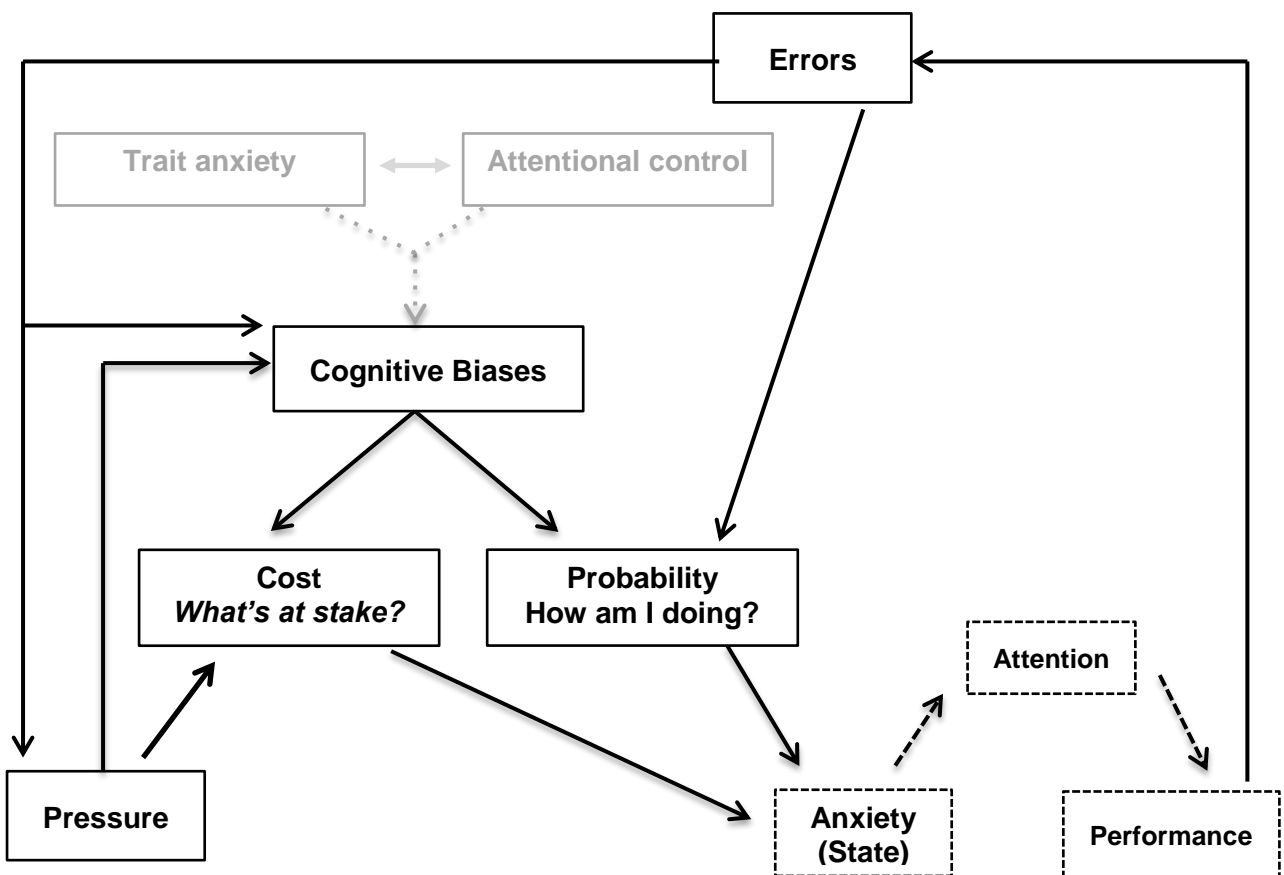 Errors
Trait anxiety
Attentional control
Cognitive Biases
Cost
What's at stake?
Probability
How am I doing?
Attention
Pressure
Anxiety
(State)
Performance